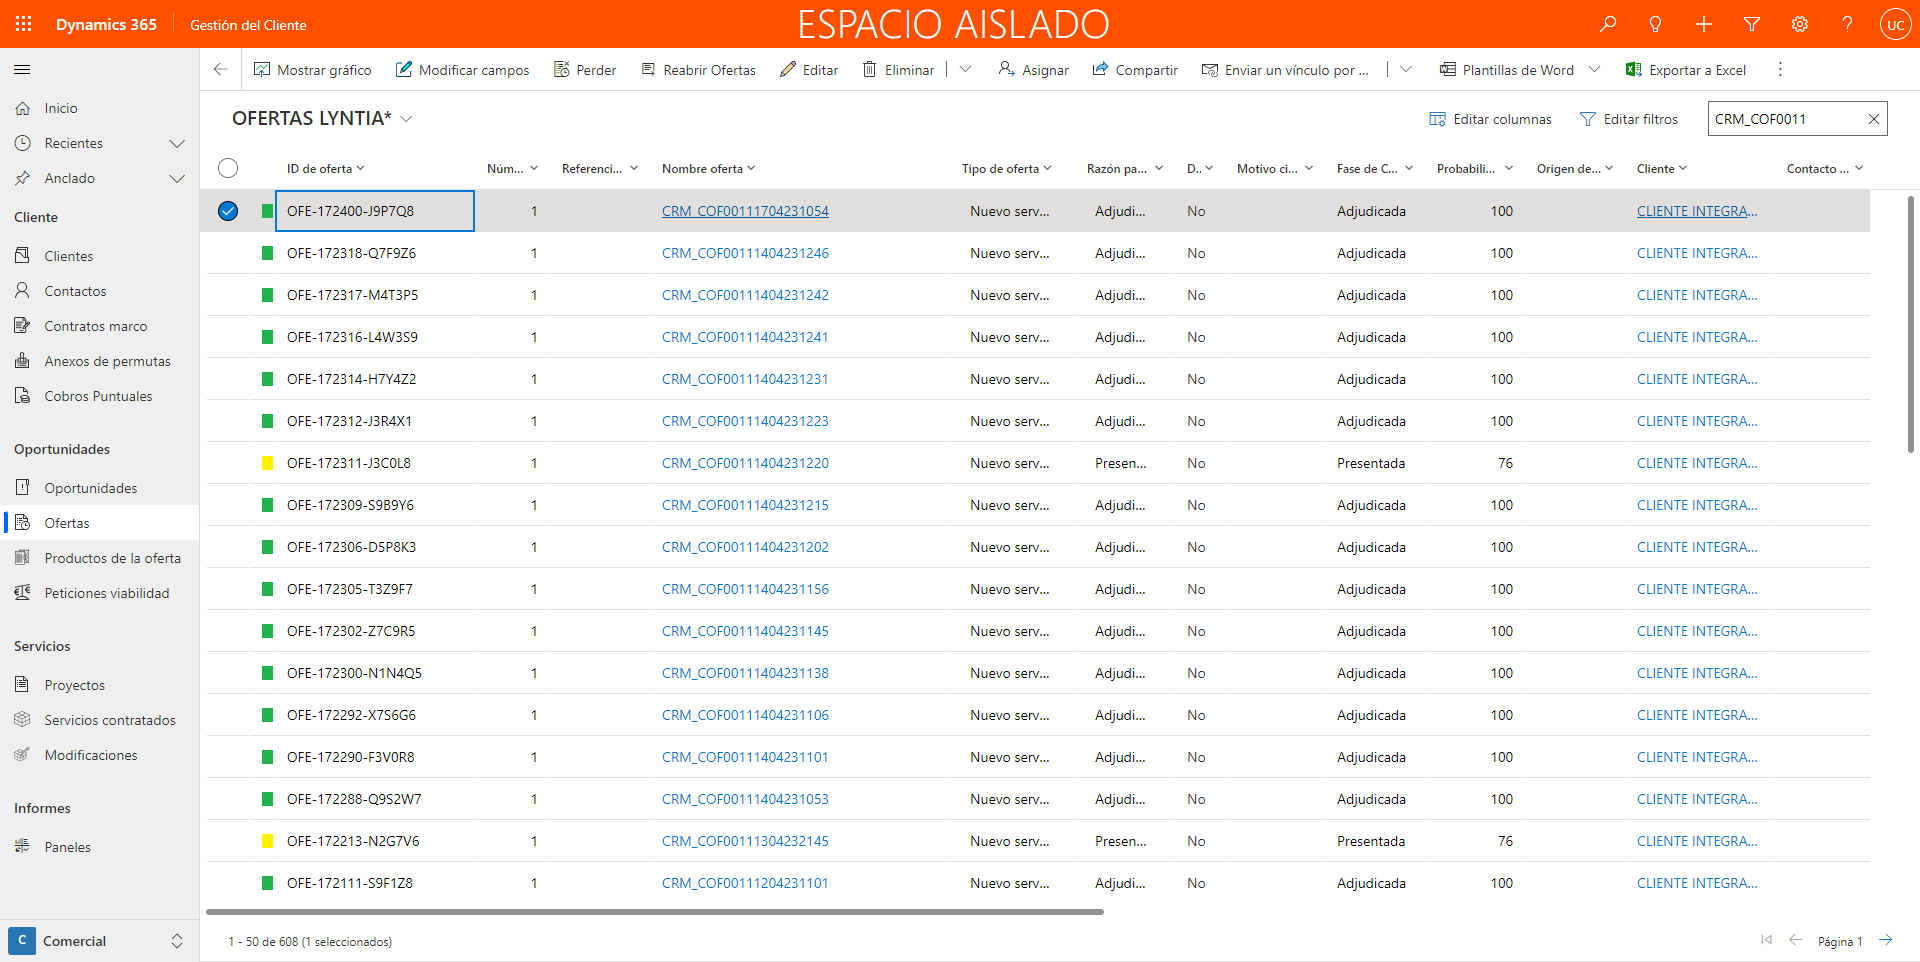 Dynamics 365 Gestión del Cliente ESPACIO AISLADO UC
Mostrar gráfico Modificar campos Perder Reabrir Ofertas Editar Eliminar Asignar Compartir Enviar un vínculo por ... Plantillas de Word Exportar a Excel
Inicio
Recientes
Anclado
Cliente
Clientes
Contactos
Contratos marco
Anexos de permutas
Cobros Puntuales
Oportunidades
Oportunidades
Ofertas
Productos de la oferta
Peticiones viabilidad
Servicios
Proyectos
Servicios contratados
Modificaciones
Informes
Paneles
C Comercial
OFERTAS LYNTIA* Editar columnas Editar filtros CRM_COF0011
ID de oferta Núm... Referenci... Nombre oferta Tipo de oferta Razón pa... D.. Motivo ci... Fase de C... Probabili... Origen de... Cliente Contacto ...
OFE-172400-J9P7Q8 1 CRM_COF00111704231054 Nuevo serv... Adjudi... No Adjudicada 100 CLIENTE INTEGRA...
OFE-172318-Q7F9Z6 1 CRM_COF00111404231246 Nuevo serv... Adjudi... No Adjudicada 100 CLIENTE INTEGRA...
OFE-172317-M4T3P5 1 CRM_COF00111404231242 Nuevo serv... Adjudi... No Adjudicada 100 CLIENTE INTEGRA...
OFE-172316-L4W3S9 1 CRM_COF00111404231241 Nuevo serv... Adjudi... No Adjudicada 100 CLIENTE INTEGRA...
OFE-172314-H7Y4Z2 1 CRM_COF00111404231231 Nuevo serv... Adjudi... No Adjudicada 100 CLIENTE INTEGRA...
OFE-172312-J3R4X1 1 CRM_COF00111404231223 Nuevo serv... Adjudi... No Adjudicada 100 CLIENTE INTEGRA...
OFE-172311-J3C0L8 1 CRM_COF00111404231220 Nuevo serv... Presen... No Presentada 76 CLIENTE INTEGRA...
OFE-172309-S9B9Y6 1 CRM_COF00111404231215 Nuevo serv... Adjudi... No Adjudicada 100 CLIENTE INTEGRA...
OFE-172306-D5P8K3 1 CRM_COF00111404231202 Nuevo serv... Adjudi... No Adjudicada 100 CLIENTE INTEGRA...
OFE-172305-T3Z9F7 1 CRM_COF00111404231156 Nuevo serv... Adjudi... No Adjudicada 100 CLIENTE INTEGRA...
OFE-172302-Z7C9R5 1 CRM_COF00111404231145 Nuevo serv... Adjudi... No Adjudicada 100 CLIENTE INTEGRA...
OFE-172300-N1N4Q5 1 CRM_COF00111404231138 Nuevo serv... Adjudi... No Adjudicada 100 CLIENTE INTEGRA...
OFE-172292-X7S6G6 1 CRM_COF00111404231106 Nuevo serv... Adjudi... No Adjudicada 100 CLIENTE INTEGRA...
OFE-172290-F3V0R8 1 CRM_COF00111404231101 Nuevo serv... Adjudi... No Adjudicada 100 CLIENTE INTEGRA...
OFE-172288-Q9S2W7 1 CRM_COF00111404231053 Nuevo serv... Adjudi... No Adjudicada 100 CLIENTE INTEGRA...
OFE-172213-N2G7V6 1 CRM_COF00111304232145 Nuevo serv... Presen... No Presentada 76 CLIENTE INTEGRA...
OFE-172111-S9F1Z8 1 CRM_COF00111204231101 Nuevo serv... Adjudi... No Adjudicada 100 CLIENTE INTEGRA...
1 - 50 de 608 (1 seleccionados) Página 1